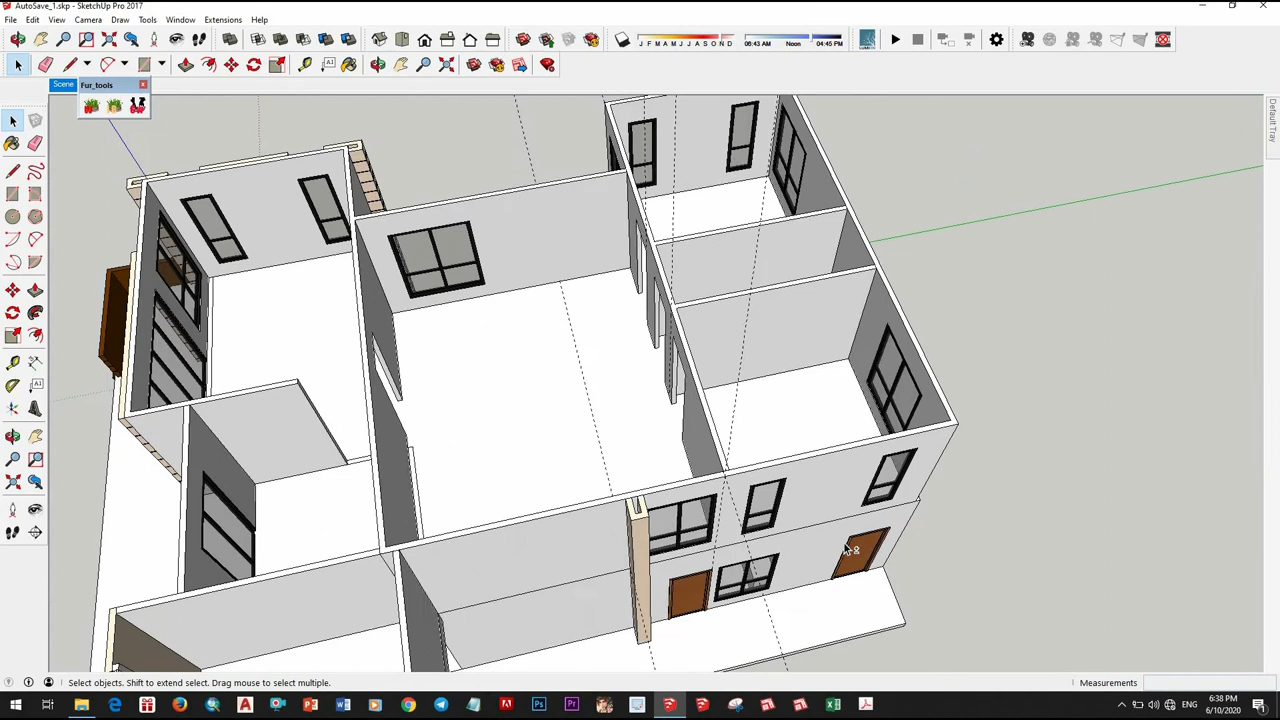 AutoSave_1.skp - SketchUp Pro 2017
File Edit View Camera Draw Tools Window Extensions Help
J F M A M J J A S O N D 06:43 AM Noon 04:45 PM
Scene
Fur_tools
Default Tray
Select objects. Shift to extend select. Drag mouse to select multiple.
Measurements
ENG
6:38 PM
6/10/2020